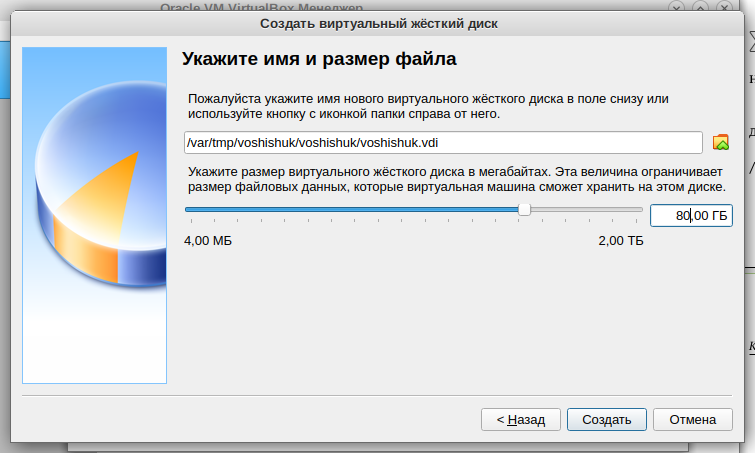 Oracle VM VirtualBox Менеджер
Создать виртуальный жёсткий диск
Укажите имя и размер файла
Пожалуйста укажите имя нового виртуального жёсткого диска в поле снизу или
используйте кнопку с иконкой папки справа от него.
/var/tmp/voshishuk/voshishuk/voshishuk.vdi
Укажите размер виртуального жёсткого диска в мегабайтах. Эта величина ограничивает
размер файловых данных, которые виртуальная машина сможет хранить на этом диске.
80,00 ГБ
4,00 МБ
2,00 ТБ
< Назад
Создать
Отмена